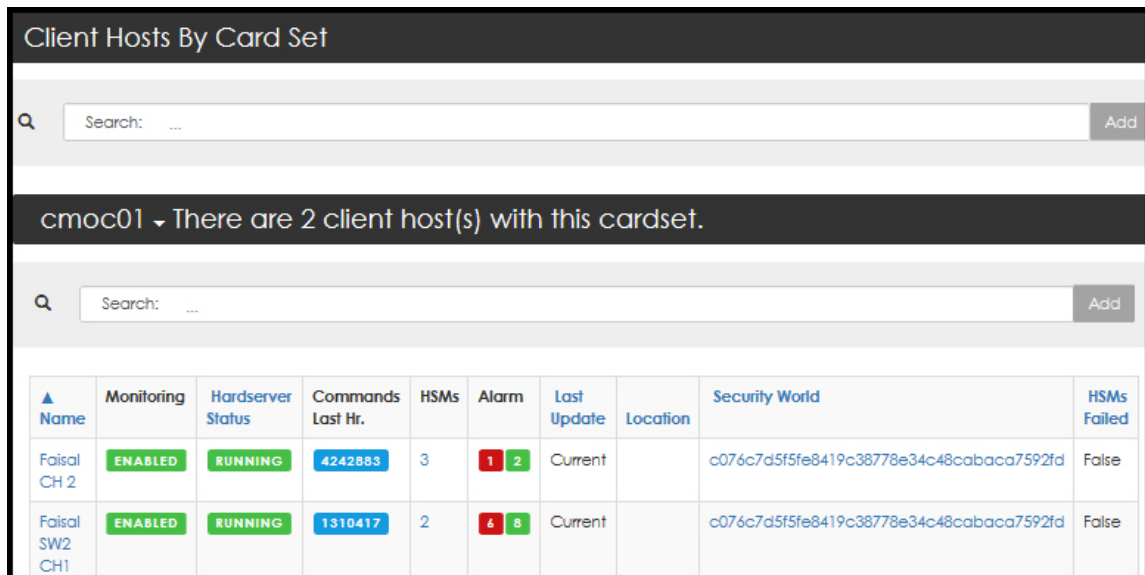 Client Hosts By Card Set
Search: ...
Add
cmoc01 There are 2 client host(s) with this cardset.
Search: ...
Add
▲ Name Monitoring Hardserver Status Commands Last Hr. HSMs Alarm Last Update Location Security World HSMs Failed
Faisal CH 2 ENABLED RUNNING 4242883 3 1 2 Current c076c7d5f5fe8419c38778e34c48cabaca7592fd False
Faisal SW2 CH1 ENABLED RUNNING 1310417 2 6 8 Current c076c7d5f5fe8419c38778e34c48cabaca7592fd False